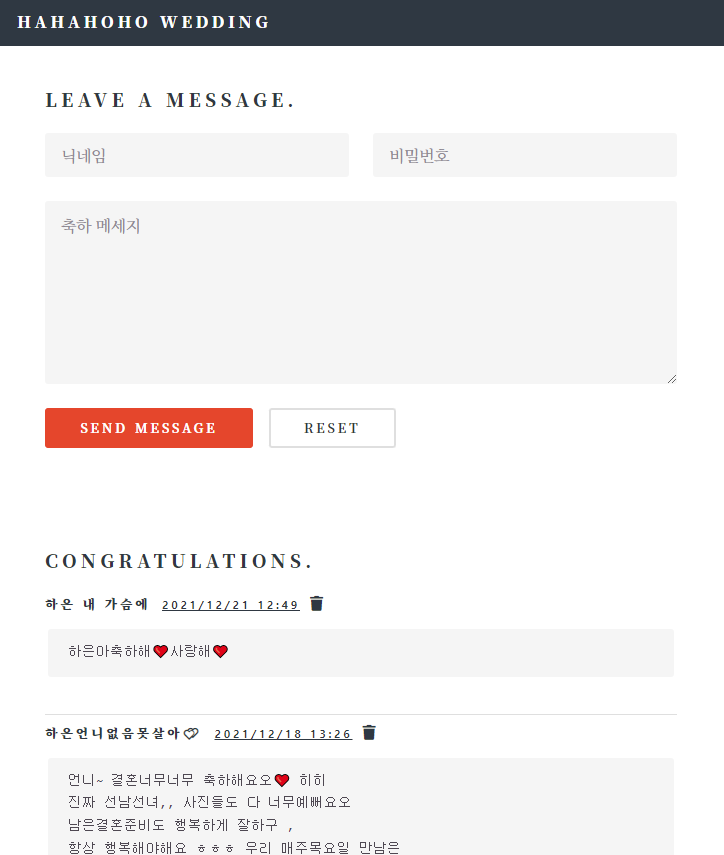 HAHAHOHO WEDDING
LEAVE A MESSAGE.
닉네임
비밀번호
축하 메세지
SEND MESSAGE
RESET
CONGRATULATIONS.
하은 내 가슴에 2021/12/21 12:49
하은아축하해❤사랑해❤
하은언니없음못살아♡ 2021/12/18 13:26
언니~ 결혼너무너무 축하해요오❤ 히히
진짜 선남선녀,, 사진들도 다 너무예뻐요오
남은결혼준비도 행복하게 잘하구 ,
항상 행복해야해요 ㅎㅎㅎ 우리 매주목요일 만남은